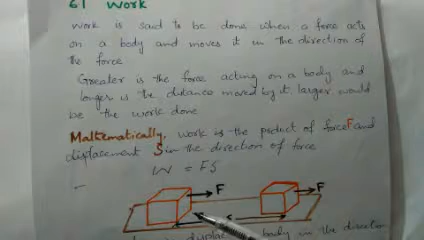 6.1 Work
Work is said to be done when a force acts
on a body and moves it in the direction of
the force
Greater is the force acting on a body and
longer is the distance moved by it larger would
be the work done
Mathematically, work is the product of force F and
displacement S in the direction of force
W = FS
F
F
S
displace body in the direction